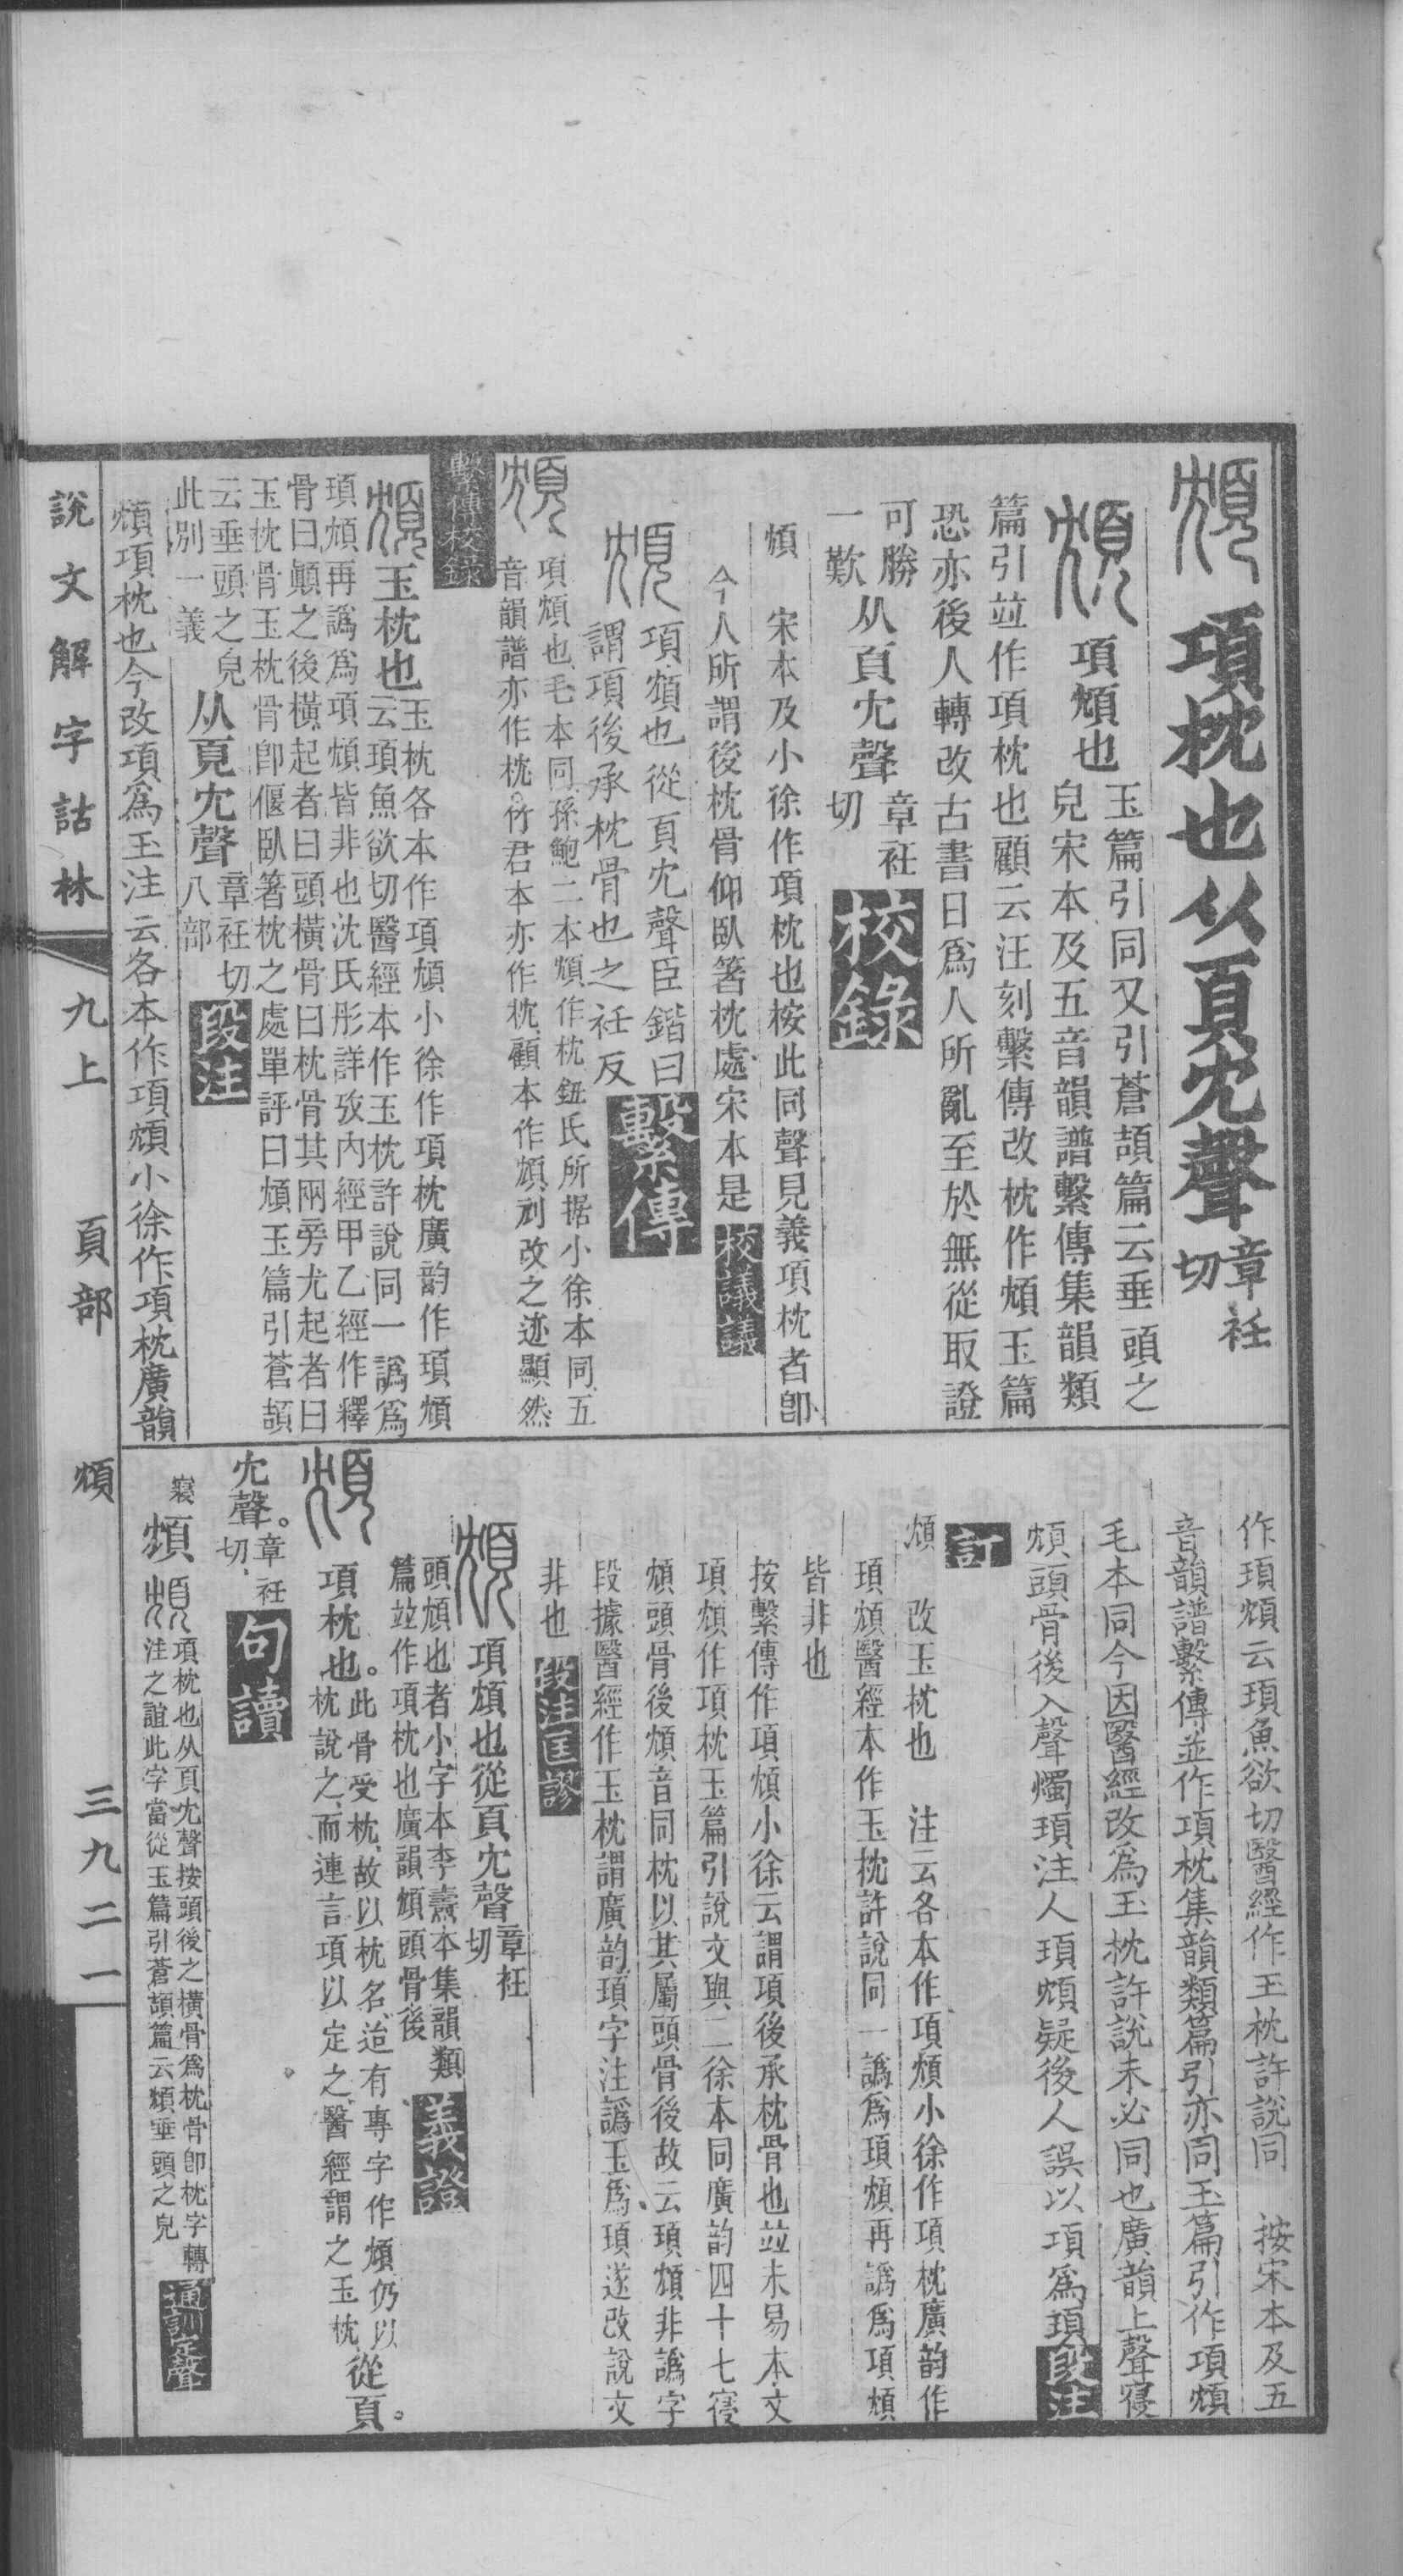 煩 項枕也从頁冘聲章衽切
煩項煩也玉篇引同又引蒼頡篇云垂頭之
皃宋本及五音韻譜繫傳集韻類
篇引竝作項枕也顧云汪刻繫傳改枕作煩玉篇
恐亦後人轉改古書日爲人所亂至於無從取證
可勝一歎从頁冘聲章衽切校錄
煩 宋本及小徐作項枕也桉此同聲見義項枕者卽
今人所謂後枕骨仰臥箸枕處宋本是校議議
煩項煩也從頁冘聲臣鍇曰
謂項後承枕骨也之衽反繫傳
煩項煩也毛本同孫鮑二本煩作枕鈕氏所据小徐本同五
音韻譜亦作枕竹君本亦作枕顧本作煩剜改之迹顯然
繫傳校錄
煩玉枕也玉枕各本作項煩小徐作項枕廣韵作頊煩
云頊魚欲切醫經本作玉枕許說同一譌爲
頊煩再譌爲項煩皆非也沈氏彤詳攷內經甲乙經作釋
骨曰顚之後橫起者曰頭橫骨曰枕骨其兩旁尤起者曰
玉枕骨玉枕骨卽偃臥箸枕之處單評曰煩玉篇引蒼頡
云垂頭之皃
此別一義从頁冘聲章衽切八部段注
煩項枕也今改項爲玉注云各本作項煩小徐作項枕廣韻
作頊煩云頊魚欲切醫經作玉枕許說同 按宋本及五
音韻譜繫傳並作項枕集韻類篇引亦同玉篇引作項煩
毛本同今因醫經改爲玉枕許說未必同也廣韻上聲寑
煩頭骨後入聲燭頊注人頊煩疑後人誤以項爲頊段注
訂
煩 改玉枕也 注云各本作項煩小徐作項枕廣韵作
頊煩醫經本作玉枕許說同一譌爲頊煩再譌爲項煩
皆非也
按繫傳作項煩小徐云謂項後承枕骨也竝未易本文
項煩作項枕玉篇引說文與二徐本同廣韵四十七寑
煩頭骨後煩音同枕以其屬頭骨後故云頊煩非譌字
段據醫經作玉枕謂廣韵頊字注譌玉爲頊遂改說文
非也段注匡謬
煩項煩也從頁冘聲章衽切
頭煩也者小字本李燾本集韻類
篇竝作項枕也廣韻煩頭骨後義證
煩項枕也。此骨受枕、故以枕名、迨有專字作煩、仍以
枕說之、而連言項以定之、醫經謂之玉枕、從頁。
冘聲。章衽切、句讀
寑 煩煩項枕也从頁冘聲按頭後之橫骨爲枕骨卽枕字轉
注之誼此字當從玉篇引蒼頡篇云煩垂頭之皃通訓定聲
說文解字詁林 九上 頁部 煩 三九二一